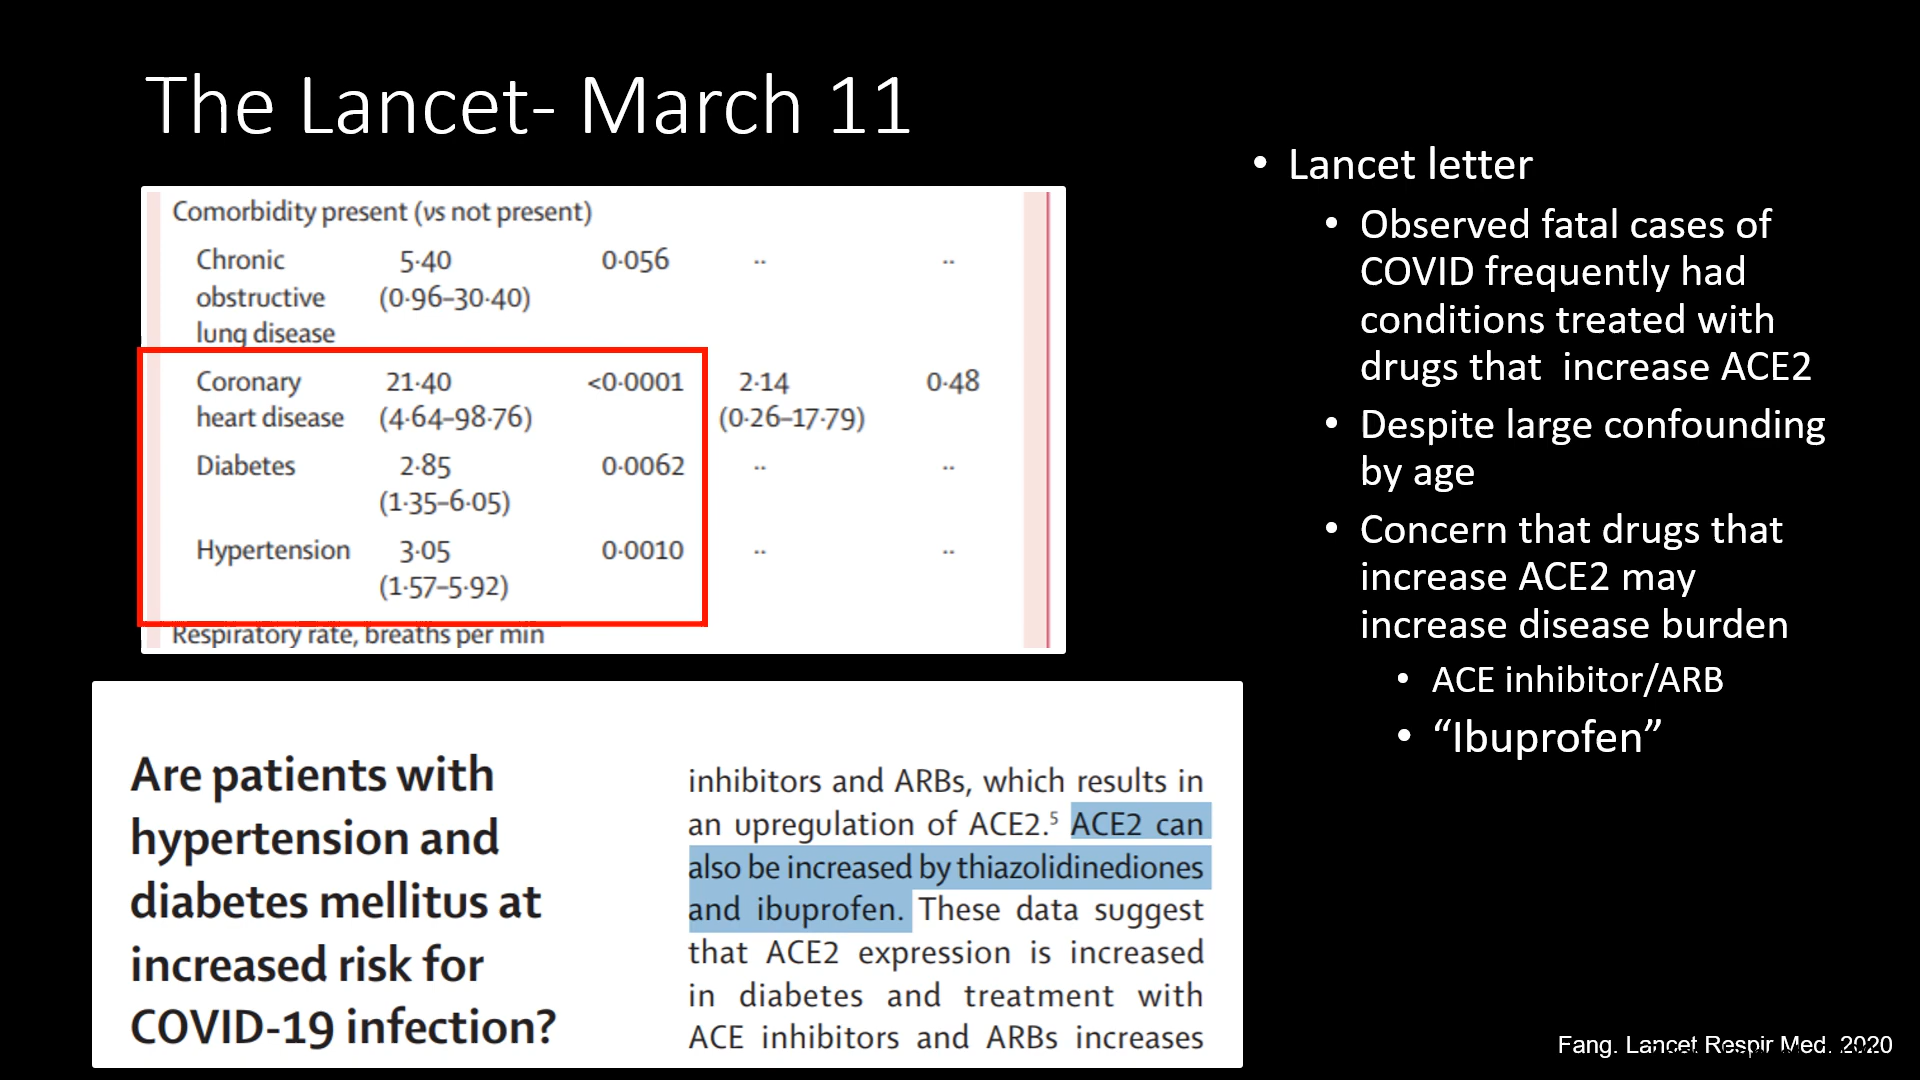 The Lancet- March 11
Comorbidity present (vs not present)
Chronic 5·40 0·056 ·· ··
obstructive (0·96–30·40)
lung disease
Coronary 21·40 <0·0001 2·14 0·48
heart disease (4·64–98·76) (0·26–17·79)
Diabetes 2·85 0·0062 ·· ··
(1·35–6·05)
Hypertension 3·05 0·0010 ·· ··
(1·57–5·92)
Respiratory rate, breaths per min
Are patients with
hypertension and
diabetes mellitus at
increased risk for
COVID-19 infection?
inhibitors and ARBs, which results in
an upregulation of ACE2.⁵ ACE2 can
also be increased by thiazolidinediones
and ibuprofen. These data suggest
that ACE2 expression is increased
in diabetes and treatment with
ACE inhibitors and ARBs increases
• Lancet letter
• Observed fatal cases of
COVID frequently had
conditions treated with
drugs that increase ACE2
• Despite large confounding
by age
• Concern that drugs that
increase ACE2 may
increase disease burden
• ACE inhibitor/ARB
• “Ibuprofen”
Fang. Lancet Respir Med. 2020